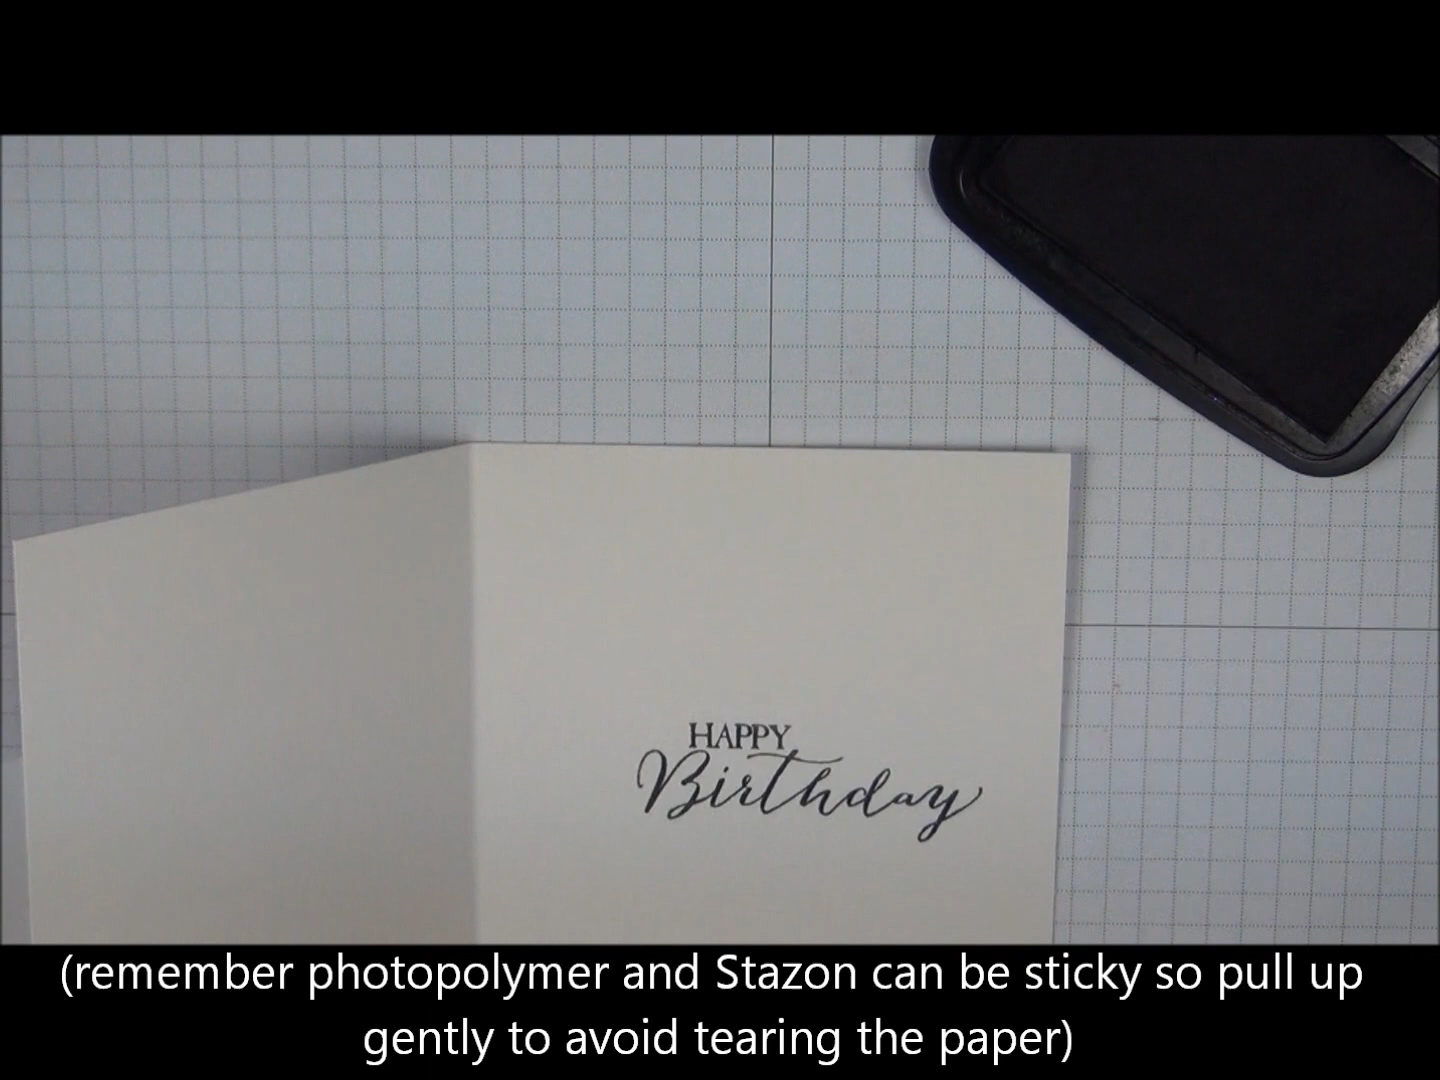 HAPPY
Birthday
(remember photopolymer and Stazon can be sticky so pull up
gently to avoid tearing the paper)